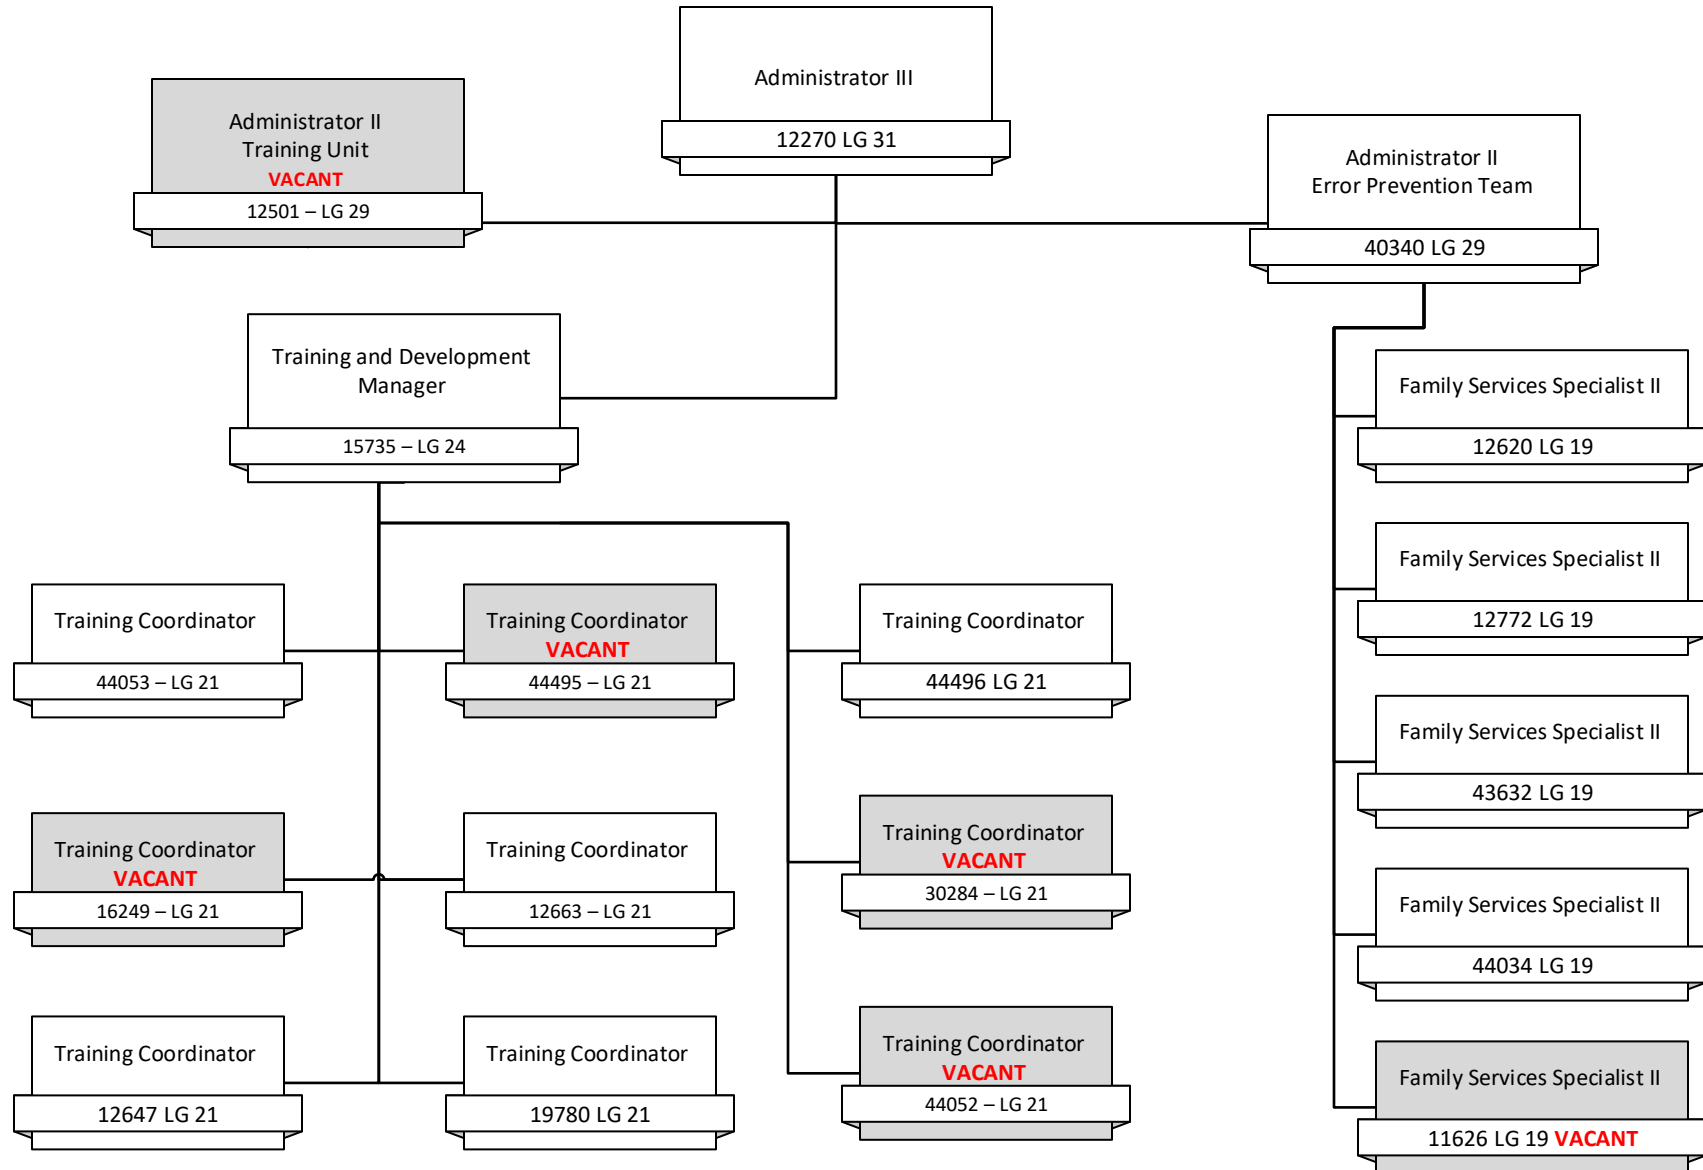 Administrator III
12270 LG 31
Administrator II
Training Unit
VACANT
12501 – LG 29
Administrator II
Error Prevention Team
40340 LG 29
Training and Development
Manager
15735 – LG 24
Family Services Specialist II
12620 LG 19
Family Services Specialist II
12772 LG 19
Family Services Specialist II
43632 LG 19
Family Services Specialist II
44034 LG 19
Family Services Specialist II
11626 LG 19 VACANT
Training Coordinator
44053 – LG 21
Training Coordinator
VACANT
44495 – LG 21
Training Coordinator
44496 LG 21
Training Coordinator
VACANT
16249 – LG 21
Training Coordinator
12663 – LG 21
Training Coordinator
VACANT
30284 – LG 21
Training Coordinator
12647 LG 21
Training Coordinator
19780 LG 21
Training Coordinator
VACANT
44052 – LG 21